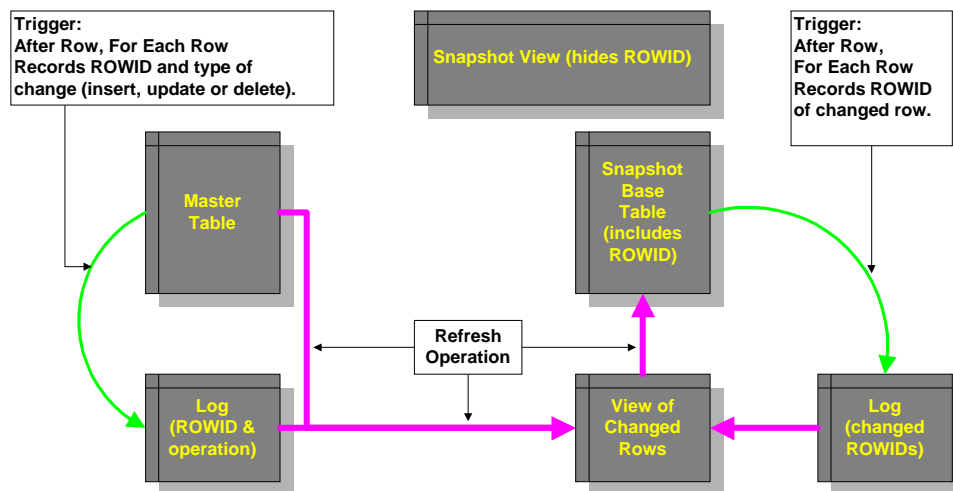 Trigger:
After Row, For Each Row
Records ROWID and type of
change (insert, update or delete).
Snapshot View (hides ROWID)
Trigger:
After Row,
For Each Row
Records ROWID
of changed row.
Master
Table
Snapshot
Base
Table
(includes
ROWID)
Refresh
Operation
Log
(ROWID &
operation)
View of
Changed
Rows
Log
(changed
ROWIDs)